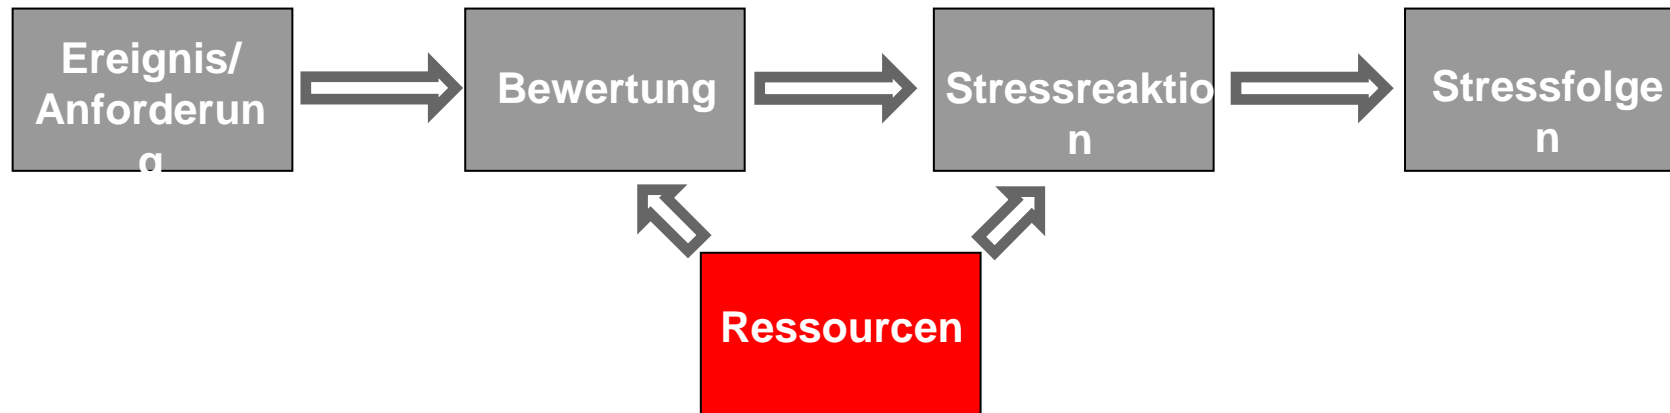 Ereignis/
Anforderun
g
Bewertung
Stressreaktio
n
Stressfolge
n
Ressourcen